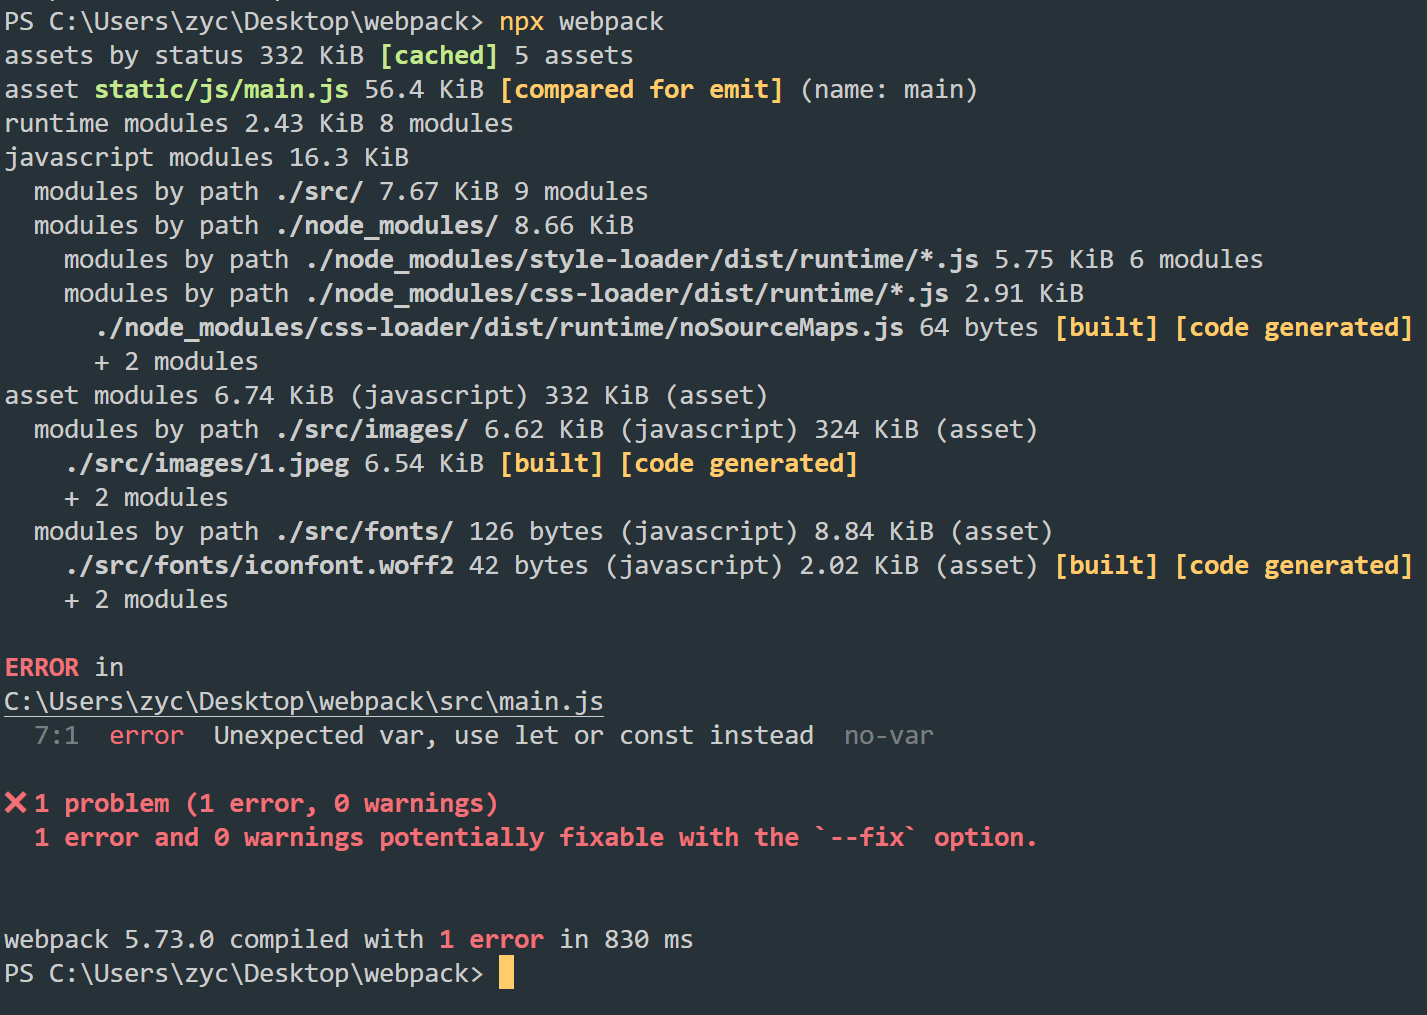 PS C:\Users\zyc\Desktop\webpack> npx webpack
assets by status 332 KiB [cached] 5 assets
asset static/js/main.js 56.4 KiB [compared for emit] (name: main)
runtime modules 2.43 KiB 8 modules
javascript modules 16.3 KiB
  modules by path ./src/ 7.67 KiB 9 modules
  modules by path ./node_modules/ 8.66 KiB
    modules by path ./node_modules/style-loader/dist/runtime/*.js 5.75 KiB 6 modules
    modules by path ./node_modules/css-loader/dist/runtime/*.js 2.91 KiB
      ./node_modules/css-loader/dist/runtime/noSourceMaps.js 64 bytes [built] [code generated]
      + 2 modules
asset modules 6.74 KiB (javascript) 332 KiB (asset)
  modules by path ./src/images/ 6.62 KiB (javascript) 324 KiB (asset)
    ./src/images/1.jpeg 6.54 KiB [built] [code generated]
    + 2 modules
  modules by path ./src/fonts/ 126 bytes (javascript) 8.84 KiB (asset)
    ./src/fonts/iconfont.woff2 42 bytes (javascript) 2.02 KiB (asset) [built] [code generated]
    + 2 modules

ERROR in
C:\Users\zyc\Desktop\webpack\src\main.js
  7:1  error  Unexpected var, use let or const instead  no-var

❌ 1 problem (1 error, 0 warnings)
  1 error and 0 warnings potentially fixable with the `--fix` option.

webpack 5.73.0 compiled with 1 error in 830 ms
PS C:\Users\zyc\Desktop\webpack>